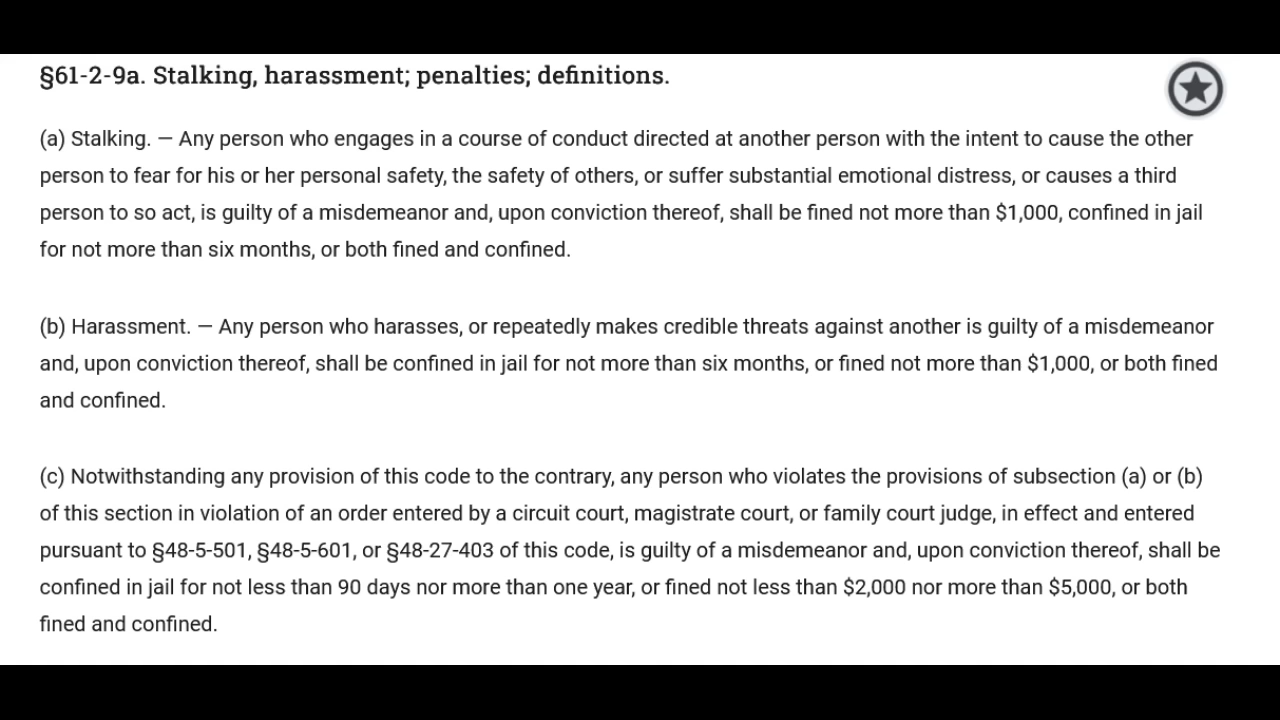 §61-2-9a. Stalking, harassment; penalties; definitions.
(a) Stalking. — Any person who engages in a course of conduct directed at another person with the intent to cause the other
person to fear for his or her personal safety, the safety of others, or suffer substantial emotional distress, or causes a third
person to so act, is guilty of a misdemeanor and, upon conviction thereof, shall be fined not more than $1,000, confined in jail
for not more than six months, or both fined and confined.
(b) Harassment. — Any person who harasses, or repeatedly makes credible threats against another is guilty of a misdemeanor
and, upon conviction thereof, shall be confined in jail for not more than six months, or fined not more than $1,000, or both fined
and confined.
(c) Notwithstanding any provision of this code to the contrary, any person who violates the provisions of subsection (a) or (b)
of this section in violation of an order entered by a circuit court, magistrate court, or family court judge, in effect and entered
pursuant to §48-5-501, §48-5-601, or §48-27-403 of this code, is guilty of a misdemeanor and, upon conviction thereof, shall be
confined in jail for not less than 90 days nor more than one year, or fined not less than $2,000 nor more than $5,000, or both
fined and confined.